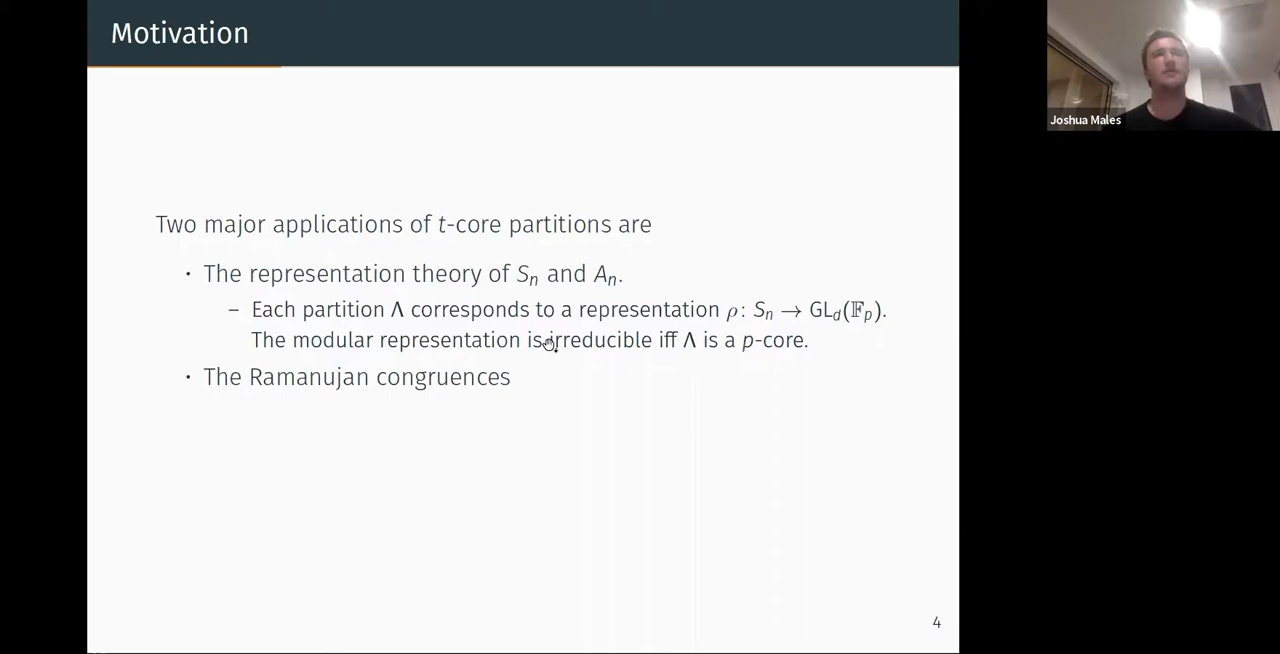 Motivation
Joshua Males
Two major applications of t-core partitions are
• The representation theory of Sₙ and Aₙ.
– Each partition Λ corresponds to a representation ρ: Sₙ → GL_d(𝔽ₚ).
The modular representation is irreducible iff Λ is a p-core.
• The Ramanujan congruences
4